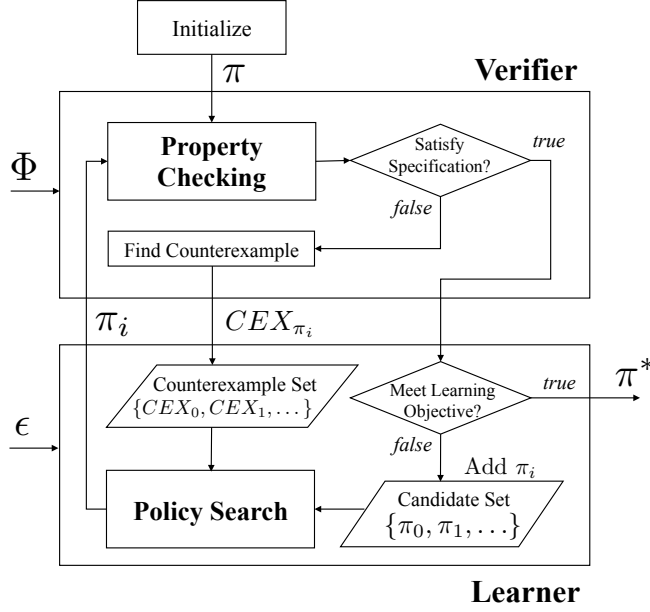 Initialize
π
Verifier
Φ
Property
Checking
Satisfy
Specification?
true
false
Find Counterexample
π_i
CEX_{π_i}
ϵ
Counterexample Set
{CEX_0, CEX_1, ...}
Meet Learning
Objective?
true
π*
false
Add π_i
Policy Search
Candidate Set
{π_0, π_1, ...}
Learner